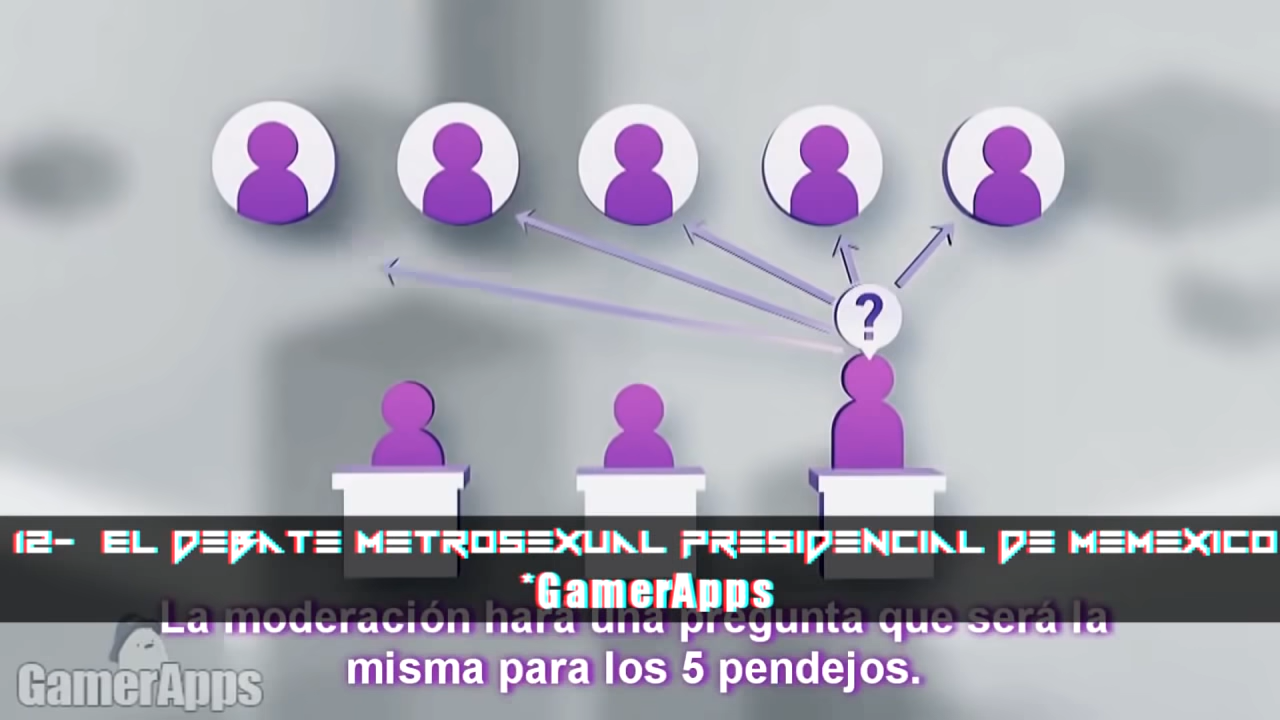 ?
12- EL DEBATE METROSEXUAL PRESIDENCIAL DE MEMEXICO
*GamerApps
La moderación hará una pregunta que será la
misma para los 5 pendejos.
GamerApps